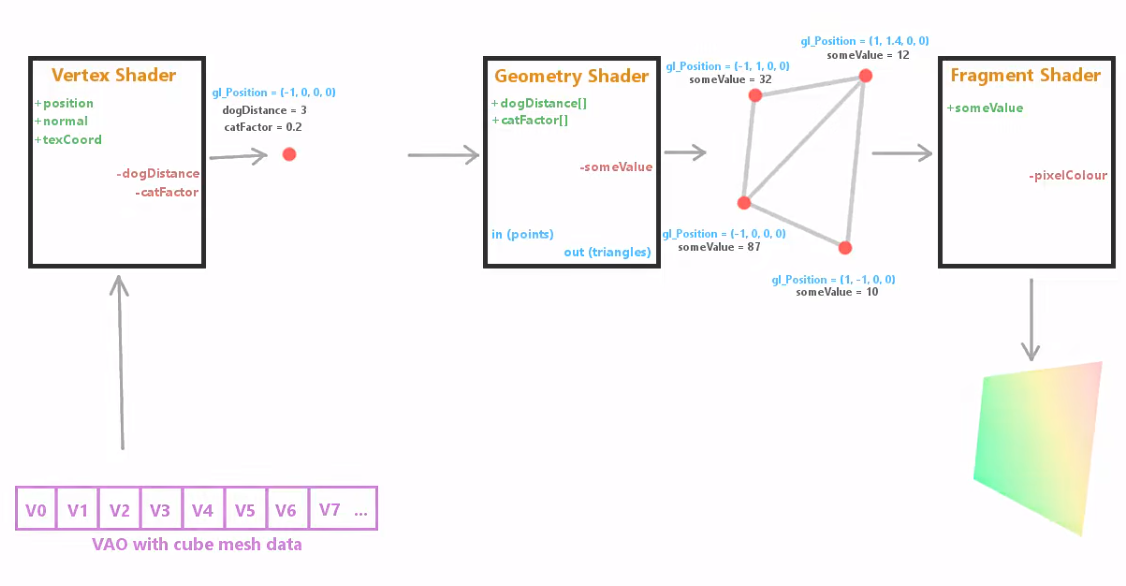 Vertex Shader
+position
+normal
+texCoord
-dogDistance
-catFactor
gl_Position = (-1, 0, 0, 0)
dogDistance = 3
catFactor = 0.2
Geometry Shader
+dogDistance[]
+catFactor[]
-someValue
in (points)
out (triangles)
gl_Position = (1, 1.4, 0, 0)
someValue = 12
gl_Position = (-1, 1, 0, 0)
someValue = 32
gl_Position = (-1, 0, 0, 0)
someValue = 87
gl_Position = (1, -1, 0, 0)
someValue = 10
Fragment Shader
+someValue
-pixelColour
V0 V1 V2 V3 V4 V5 V6 V7 ...
VAO with cube mesh data